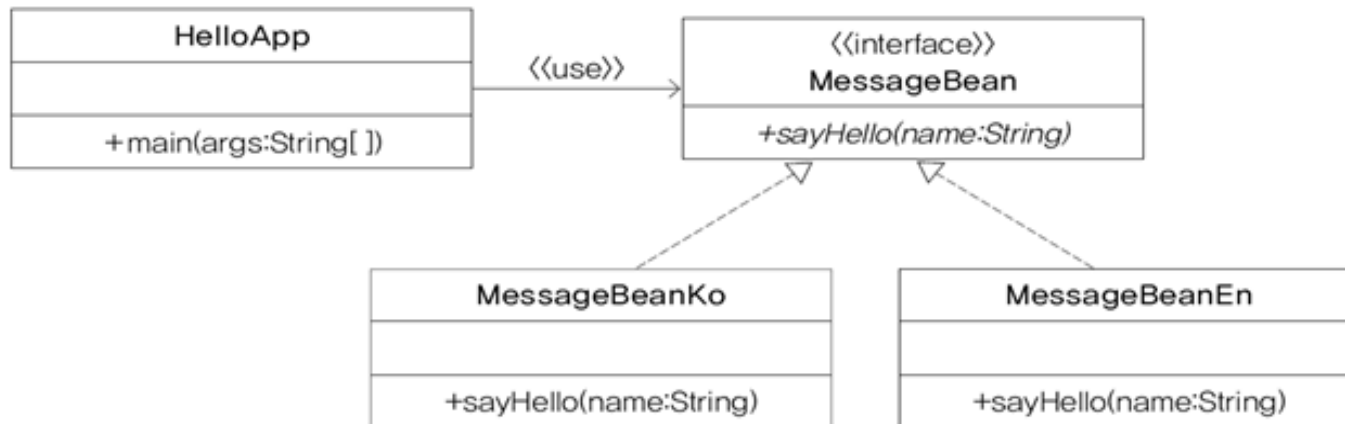 HelloApp
+main(args:String[ ])
《use》
《interface》
MessageBean
+sayHello(name:String)
MessageBeanKo
+sayHello(name:String)
MessageBeanEn
+sayHello(name:String)